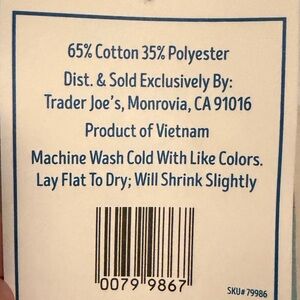 65% Cotton 35% Polyester
Dist. & Sold Exclusively By:
Trader Joe's, Monrovia, CA 91016
Product of Vietnam
Machine Wash Cold With Like Colors.
Lay Flat To Dry; Will Shrink Slightly
0079 9867
SKU# 79986